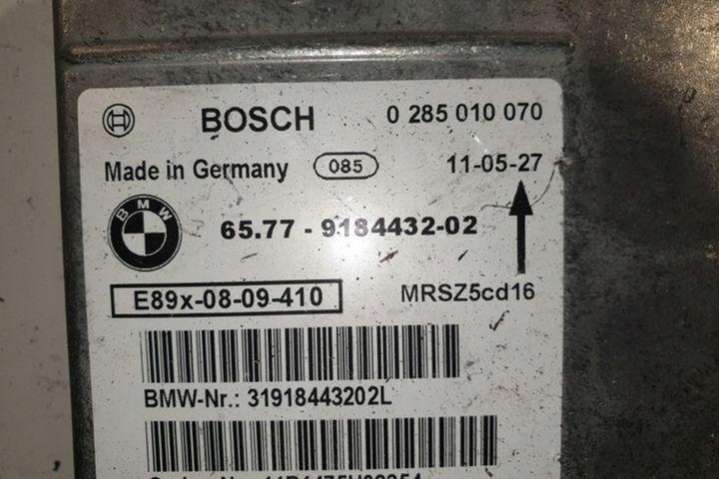 BOSCH 0 285 010 070
Made in Germany 085 11-05-27
BMW
65.77 - 9184432-02
E89x-08-09-410 MRSZ5cd16
BMW-Nr.: 31918443202L